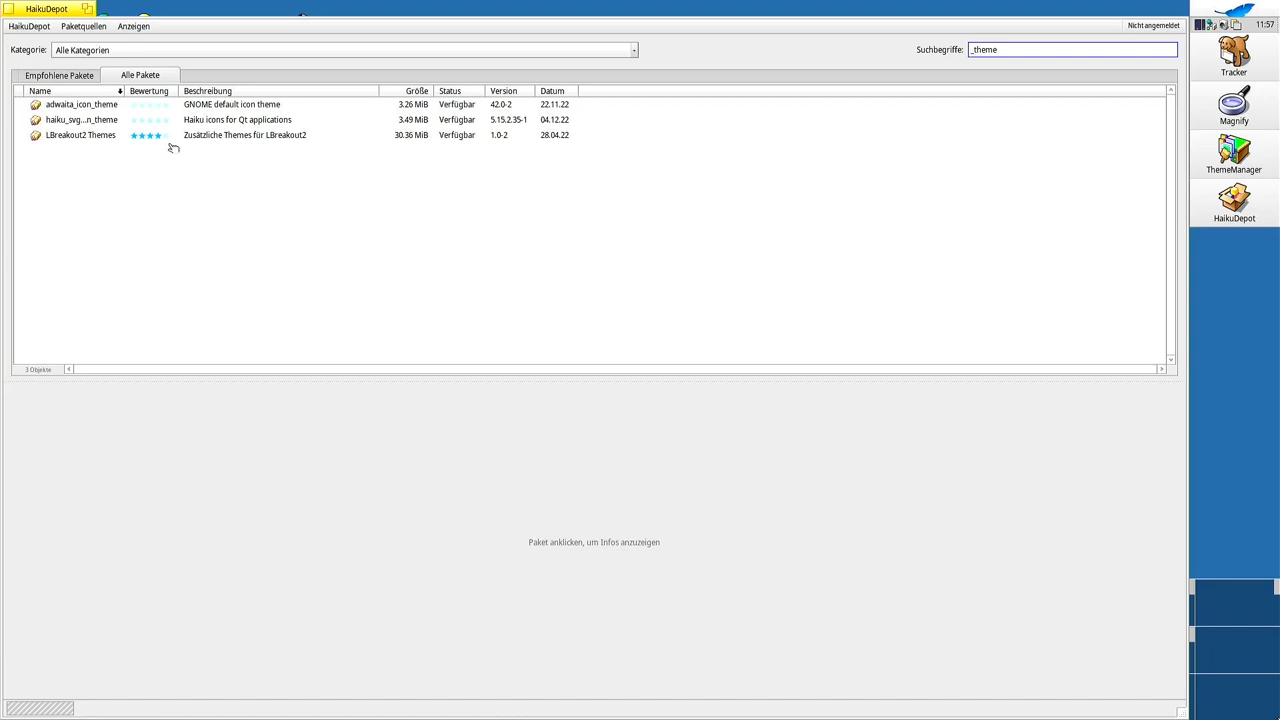 HaikuDepot
HaikuDepot Paketquellen Anzeigen Nicht angemeldet 11:57
Kategorie: Alle Kategorien Suchbegriffe: _theme
Tracker
Empfohlene Pakete Alle Pakete
Name Bewertung Beschreibung Größe Status Version Datum
adwaita_icon_theme GNOME default icon theme 3.26 MiB Verfügbar 42.0-2 22.11.22
haiku_svg...n_theme Haiku icons for Qt applications 3.49 MiB Verfügbar 5.15.2.35-1 04.12.22
Magnify
LBreakout2 Themes Zusätzliche Themes für LBreakout2 30.36 MiB Verfügbar 1.0-2 28.04.22
ThemeManager
HaikuDepot
3 Objekte
Paket anklicken, um Infos anzuzeigen